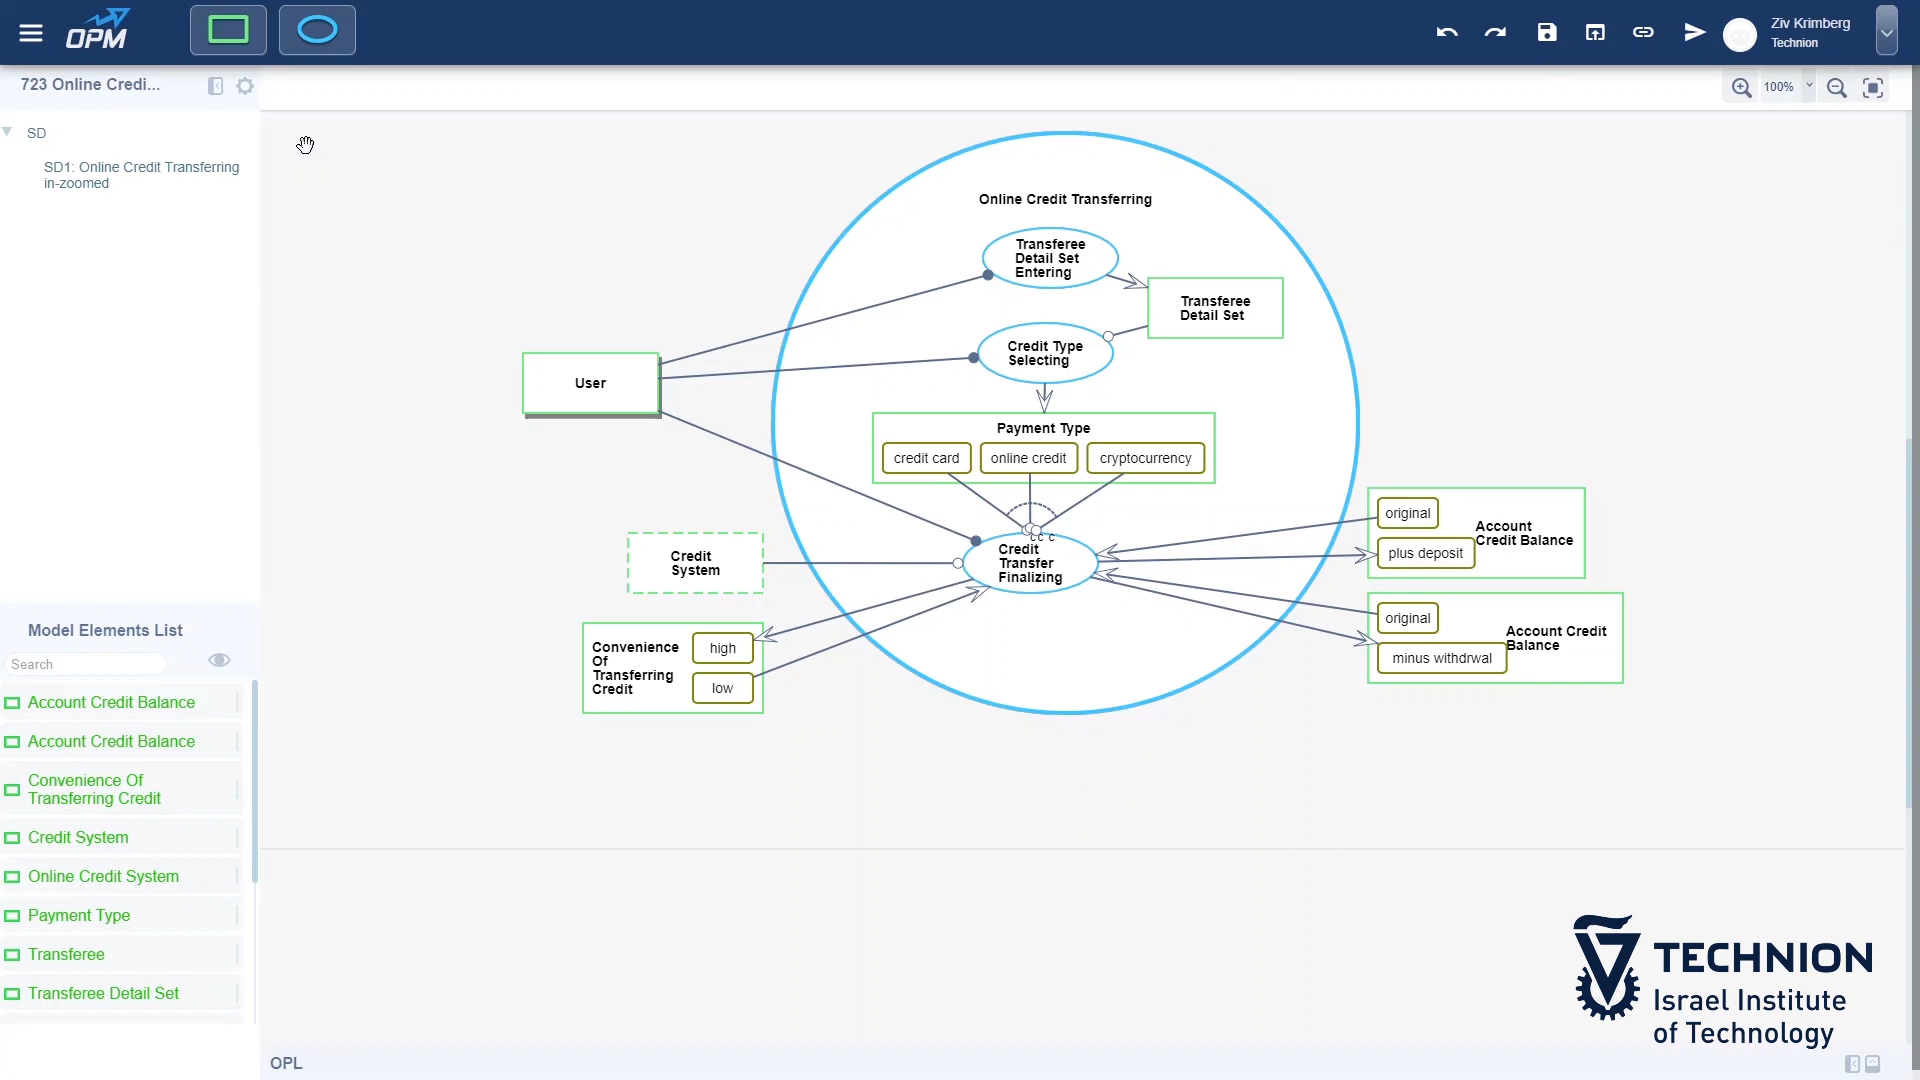 OPM
Ziv Krimberg
Technion
723 Online Credi...
100%
SD
SD1: Online Credit Transferring
in-zoomed
Online Credit Transferring
Transferee
Detail Set
Entering
Transferee
Detail Set
Credit Type
Selecting
User
Payment Type
credit card
online credit
cryptocurrency
original
Account
Credit Balance
plus deposit
Credit
System
Credit
Transfer
Finalizing
original
Account Credit
Balance
minus withdrwal
Convenience
Of
Transferring
Credit
high
low
Model Elements List
Search
Account Credit Balance
Account Credit Balance
Convenience Of
Transferring Credit
Credit System
Online Credit System
Payment Type
Transferee
Transferee Detail Set
TECHNION
Israel Institute
of Technology
OPL